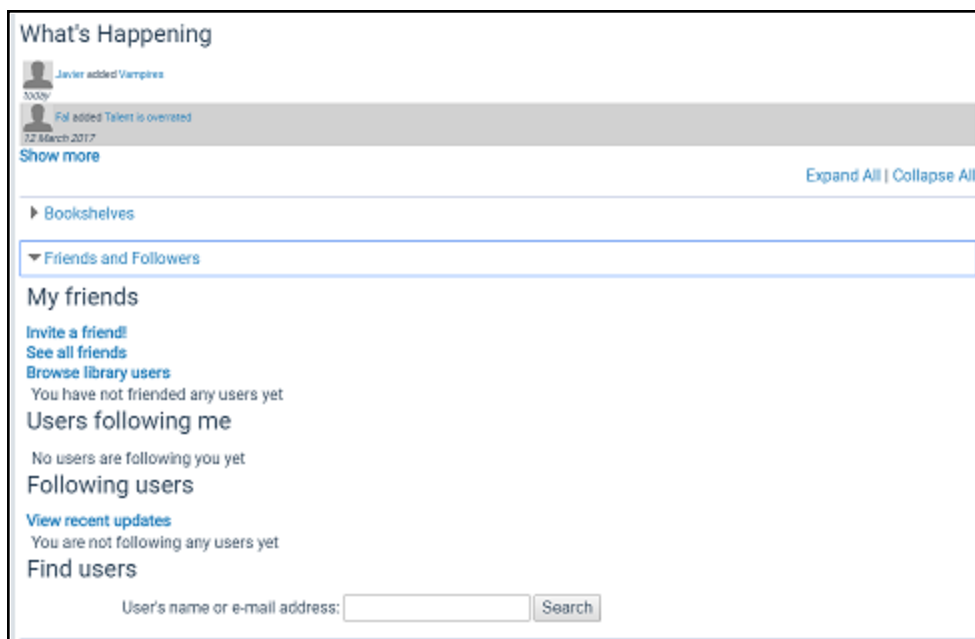 What's Happening
Javier added Vampires
today
Fal added Talent is overrated
12 March 2017
Show more
Expand All | Collapse All
Bookshelves
Friends and Followers
My friends
Invite a friend!
See all friends
Browse library users
You have not friended any users yet
Users following me
No users are following you yet
Following users
View recent updates
You are not following any users yet
Find users
User's name or e-mail address: Search